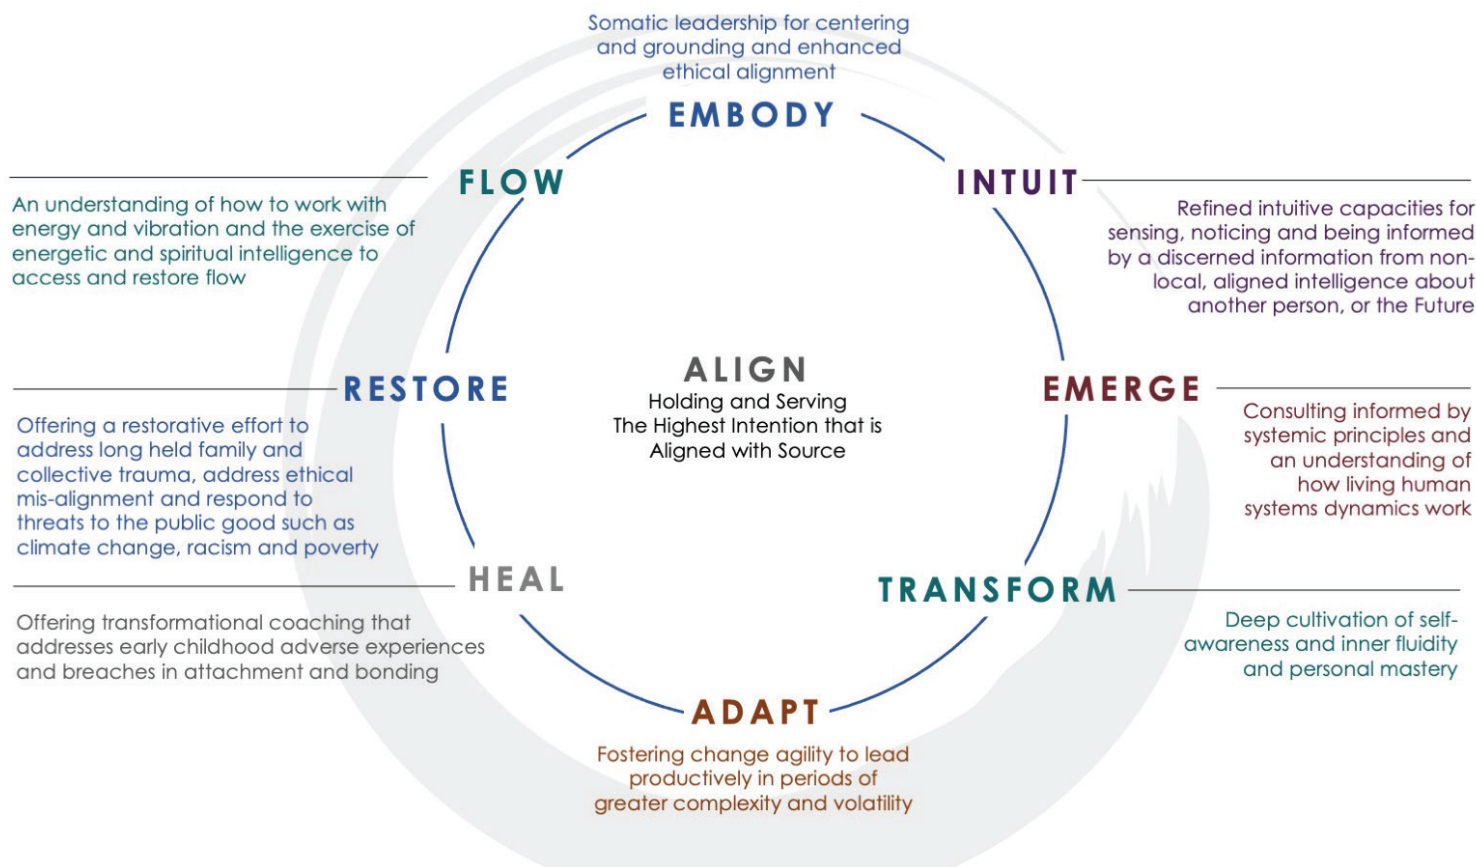 Somatic leadership for centering
and grounding and enhanced
ethical alignment
EMBODY
INTUIT
Refined intuitive capacities for
sensing, noticing and being informed
by a discerned information from non-
local, aligned intelligence about
another person, or the Future
EMERGE
Consulting informed by
systemic principles and
an understanding of
how living human
systems dynamics work
TRANSFORM
Deep cultivation of self-
awareness and inner fluidity
and personal mastery
ADAPT
Fostering change agility to lead
productively in periods of
greater complexity and volatility
HEAL
Offering transformational coaching that
addresses early childhood adverse experiences
and breaches in attachment and bonding
RESTORE
Offering a restorative effort to
address long held family and
collective trauma, address ethical
mis-alignment and respond to
threats to the public good such as
climate change, racism and poverty
FLOW
An understanding of how to work with
energy and vibration and the exercise of
energetic and spiritual intelligence to
access and restore flow
ALIGN
Holding and Serving
The Highest Intention that is
Aligned with Source